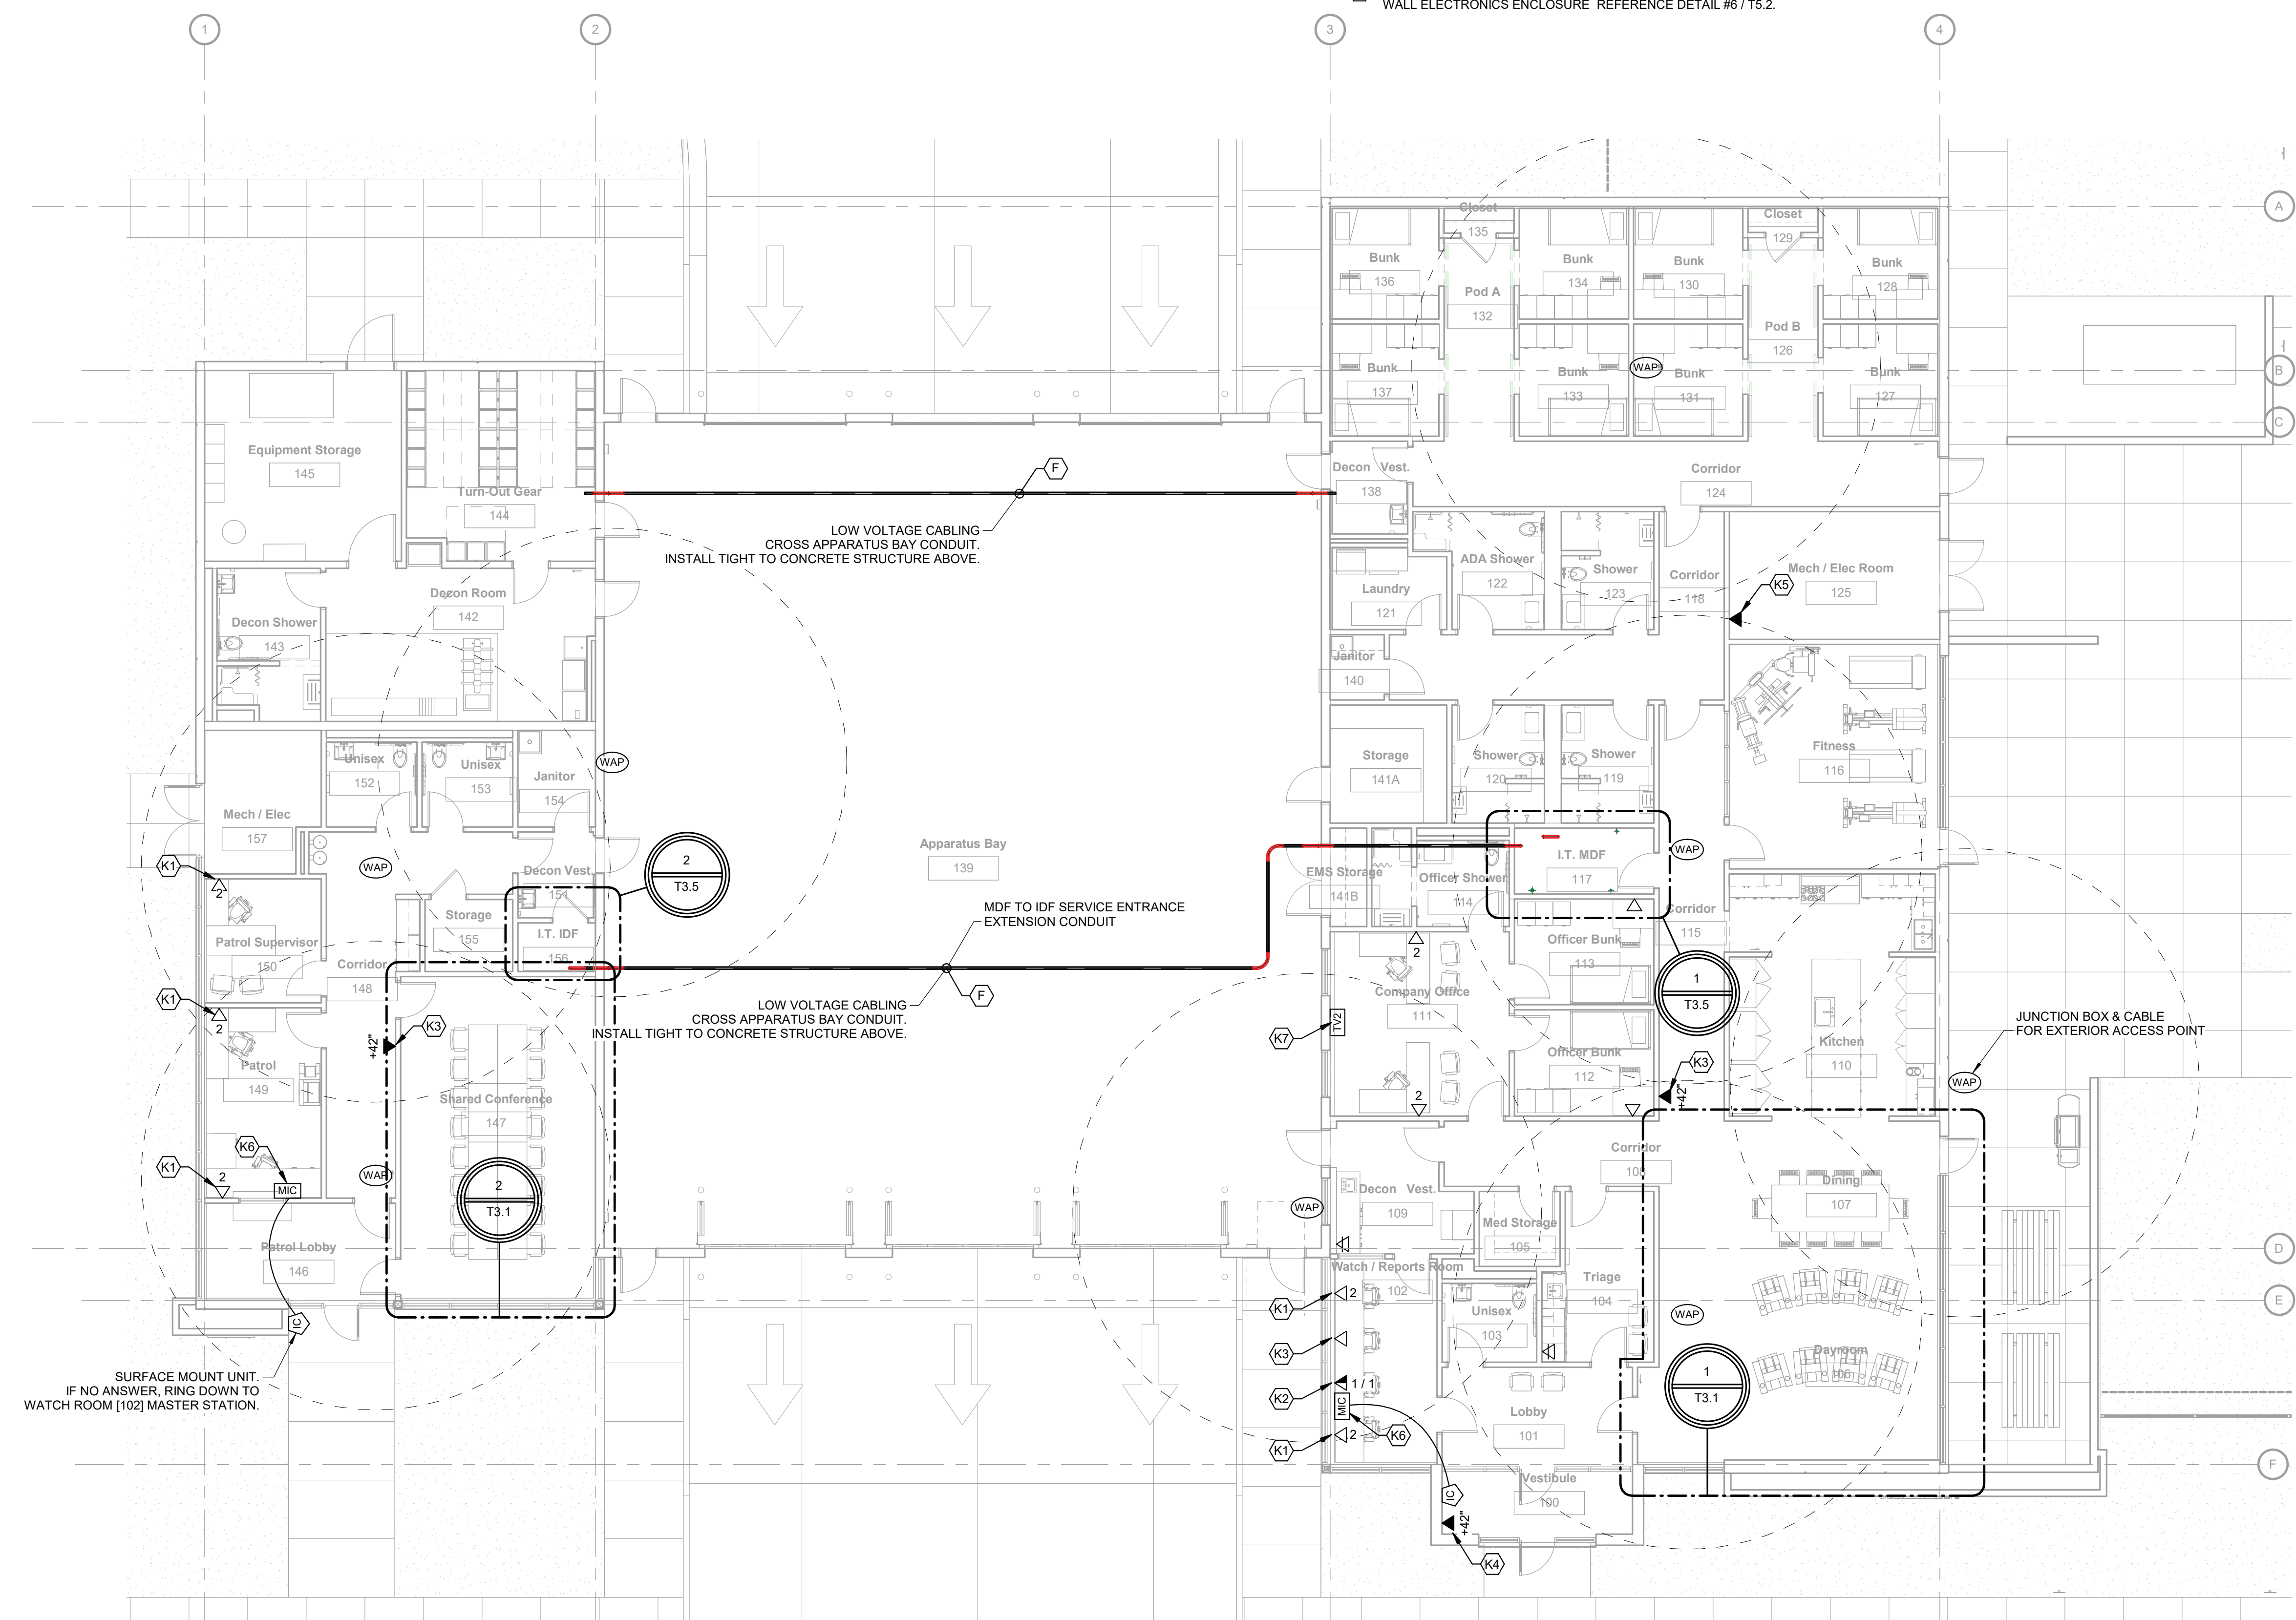 WALL ELECTRONICS ENCLOSURE REFERENCE DETAIL #6 / T5.2.
1
2
3
4
A
B
C
D
E
F
Closet
135
Closet
129
Bunk
136
Bunk
134
Bunk
130
Bunk
128
Pod A
132
Pod B
126
Bunk
137
Bunk
133
WAP
Bunk
131
Bunk
127
Equipment Storage
145
Turn-Out Gear
144
F
LOW VOLTAGE CABLING
CROSS APPARATUS BAY CONDUIT.
INSTALL TIGHT TO CONCRETE STRUCTURE ABOVE.
Decon Vest.
138
Corridor
124
ADA Shower
122
Shower
123
Corridor
118
K5
Mech / Elec Room
125
Laundry
121
Decon Room
142
Decon Shower
143
Janitor
140
Storage
141A
Shower
120
Shower
119
Fitness
116
Unisex
152
Unisex
153
Janitor
154
WAP
Mech / Elec
157
WAP
Decon Vest.
151
2
T3.5
Apparatus Bay
139
EMS Storage
141B
Officer Shower
114
I.T. MDF
117
WAP
K1
2
Storage
155
I.T. IDF
156
Patrol Supervisor
150
Corridor
148
MDF TO IDF SERVICE ENTRANCE
EXTENSION CONDUIT
F
LOW VOLTAGE CABLING
CROSS APPARATUS BAY CONDUIT.
INSTALL TIGHT TO CONCRETE STRUCTURE ABOVE.
2
Officer Bunk
113
Corridor
115
1
T3.5
Company Office
111
K7
TV2
K1
2
+42"
K3
Patrol
149
Shared Conference
147
Officer Bunk
112
K3
+42"
2
Kitchen
110
JUNCTION BOX & CABLE
FOR EXTERIOR ACCESS POINT
WAP
K6
K1
2
MIC
WAP
2
T3.1
Patrol Lobby
146
IC
SURFACE MOUNT UNIT.
IF NO ANSWER, RING DOWN TO
WATCH ROOM [102] MASTER STATION.
WAP
Decon Vest.
109
Med Storage
105
Corridor
Dining
107
Watch / Reports Room
102
K1
2
Unisex
103
Triage
104
WAP
K3
K2
1 / 1
MIC
K1
2
K6
Lobby
101
Dayroom
106
1
T3.1
Vestibule
100
IC
+42"
K4